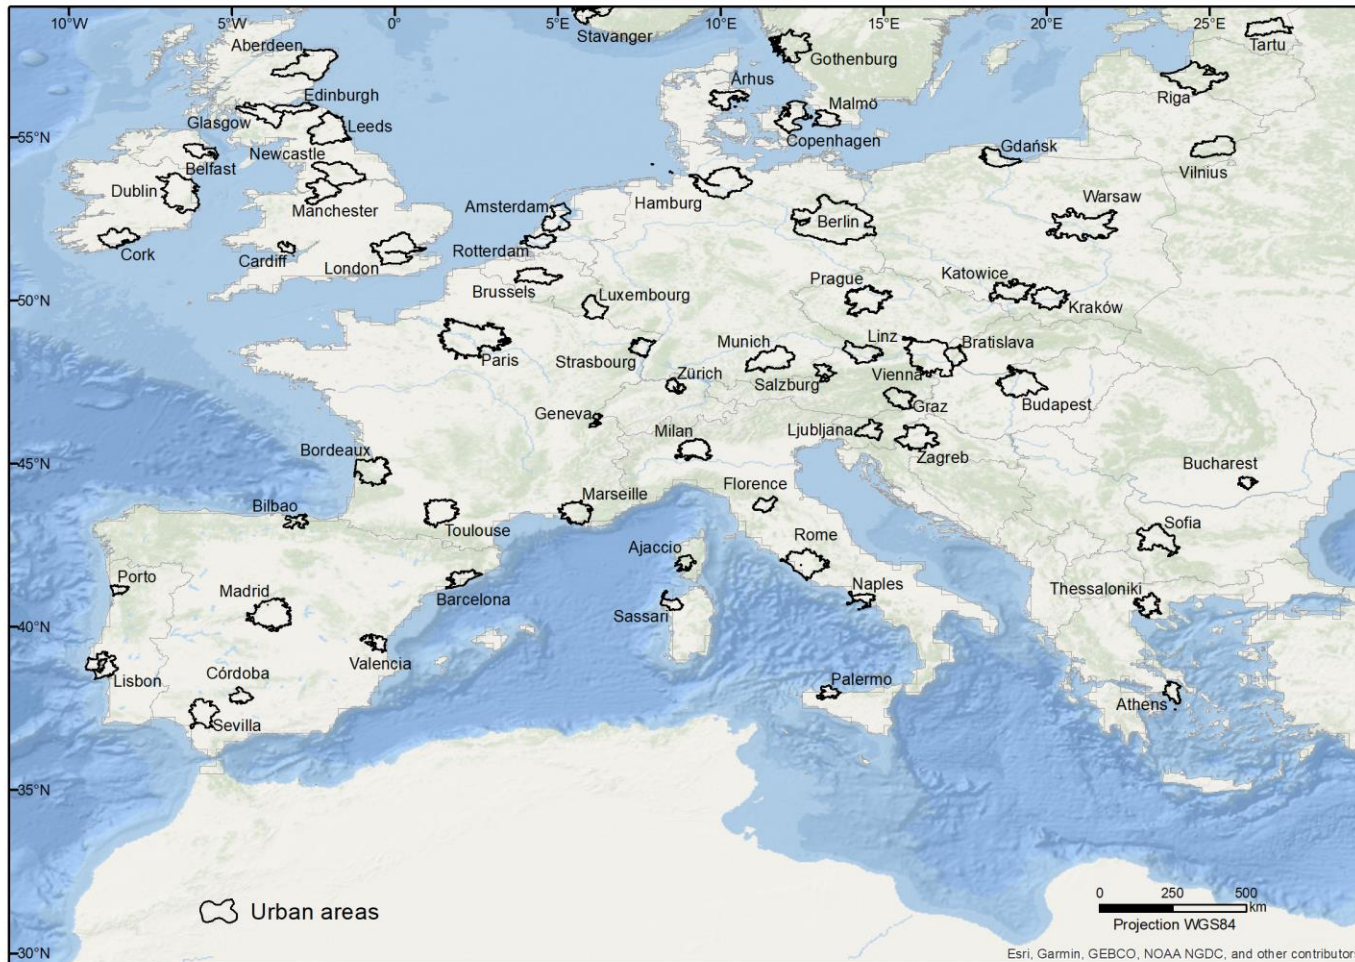 10°W
5°W
0°
5°E
10°E
15°E
20°E
25°E
Stavanger
Tartu
Aberdeen
Gothenburg
Århus
Riga
Edinburgh
Malmö
Glasgow
Leeds
55°N
Copenhagen
Gdańsk
Newcastle
Belfast
Vilnius
Dublin
Hamburg
Warsaw
Manchester
Amsterdam
Berlin
Cork
Cardiff
London
Rotterdam
Prague
Katowice
Brussels
Luxembourg
50°N
Kraków
Paris
Strasbourg
Munich
Linz
Bratislava
Zürich
Salzburg
Vienna
Budapest
Geneva
Graz
Milan
Ljubljana
Bordeaux
Zagreb
45°N
Bucharest
Florence
Marseille
Bilbao
Toulouse
Sofia
Rome
Ajaccio
Porto
Madrid
Naples
Thessaloniki
Barcelona
Sassari
40°N
Valencia
Córdoba
Lisbon
Palermo
Athens
Sevilla
35°N
0 250 500
km
Projection WGS84
Urban areas
30°N
Esri, Garmin, GEBCO, NOAA NGDC, and other contributors